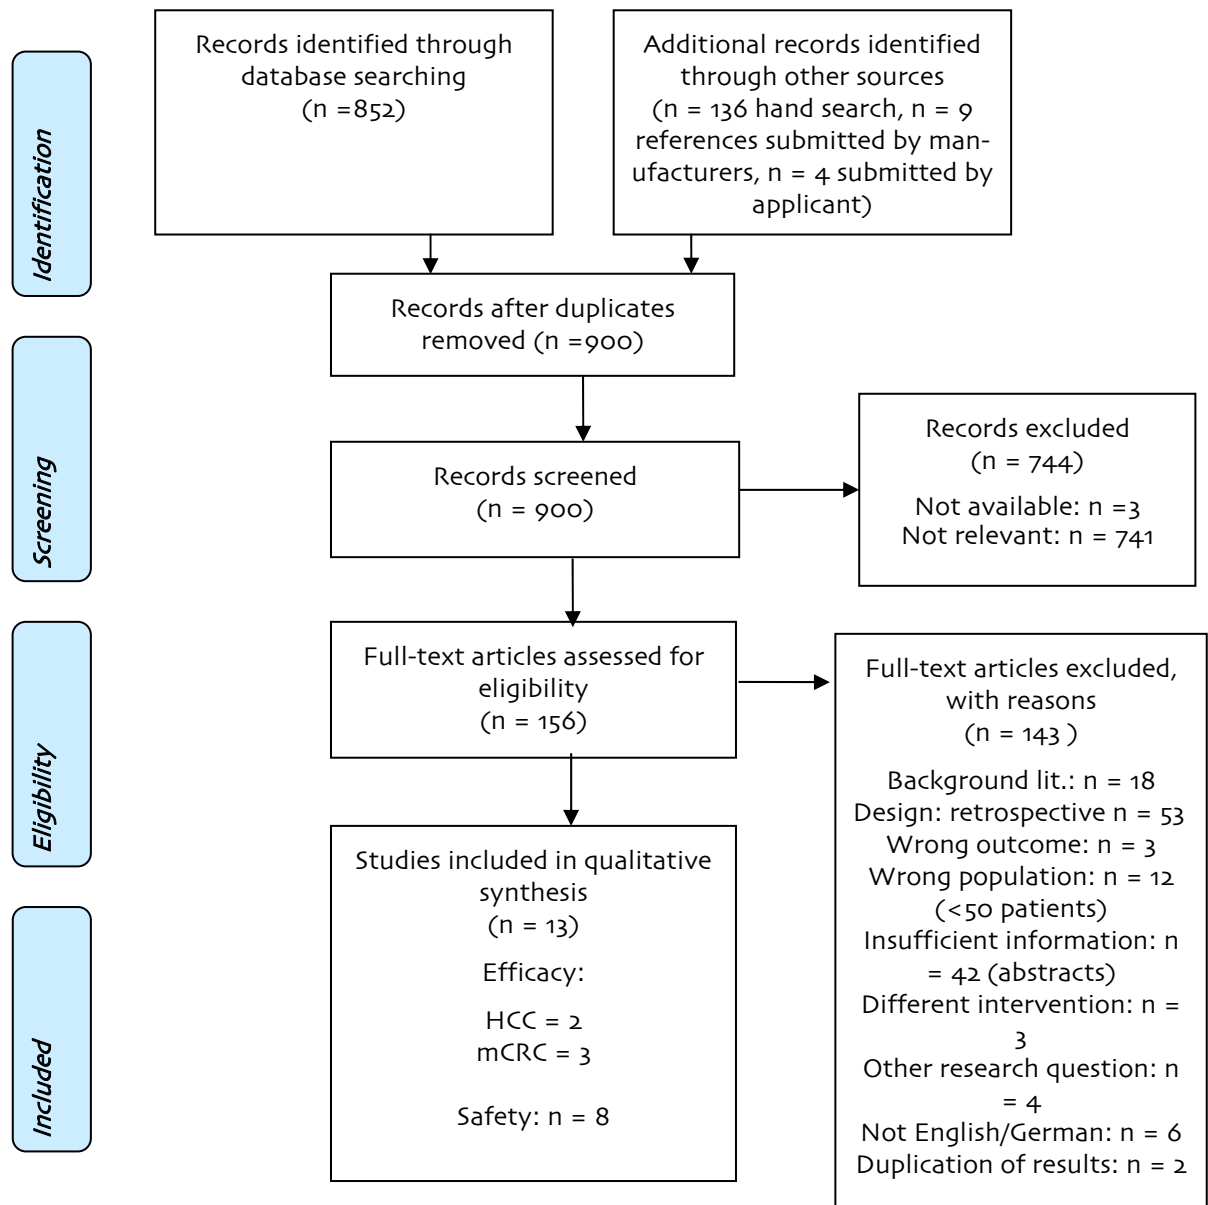 Records identified through
database searching
(n =852)
Additional records identified
through other sources
(n = 136 hand search, n = 9
references submitted by man-
ufacturers, n = 4 submitted by
applicant)
Identification
Records after duplicates
removed (n =900)
Screening
Records screened
(n = 900)
Records excluded
(n = 744)
Not available: n =3
Not relevant: n = 741
Eligibility
Full-text articles assessed for
eligibility
(n = 156)
Full-text articles excluded,
with reasons
(n = 143 )
Background lit.: n = 18
Design: retrospective n = 53
Wrong outcome: n = 3
Wrong population: n = 12
(<50 patients)
Insufficient information: n
= 42 (abstracts)
Different intervention: n =
3
Other research question: n
= 4
Not English/German: n = 6
Duplication of results: n = 2
Included
Studies included in qualitative
synthesis
(n = 13)
Efficacy:
HCC = 2
mCRC = 3
Safety: n = 8